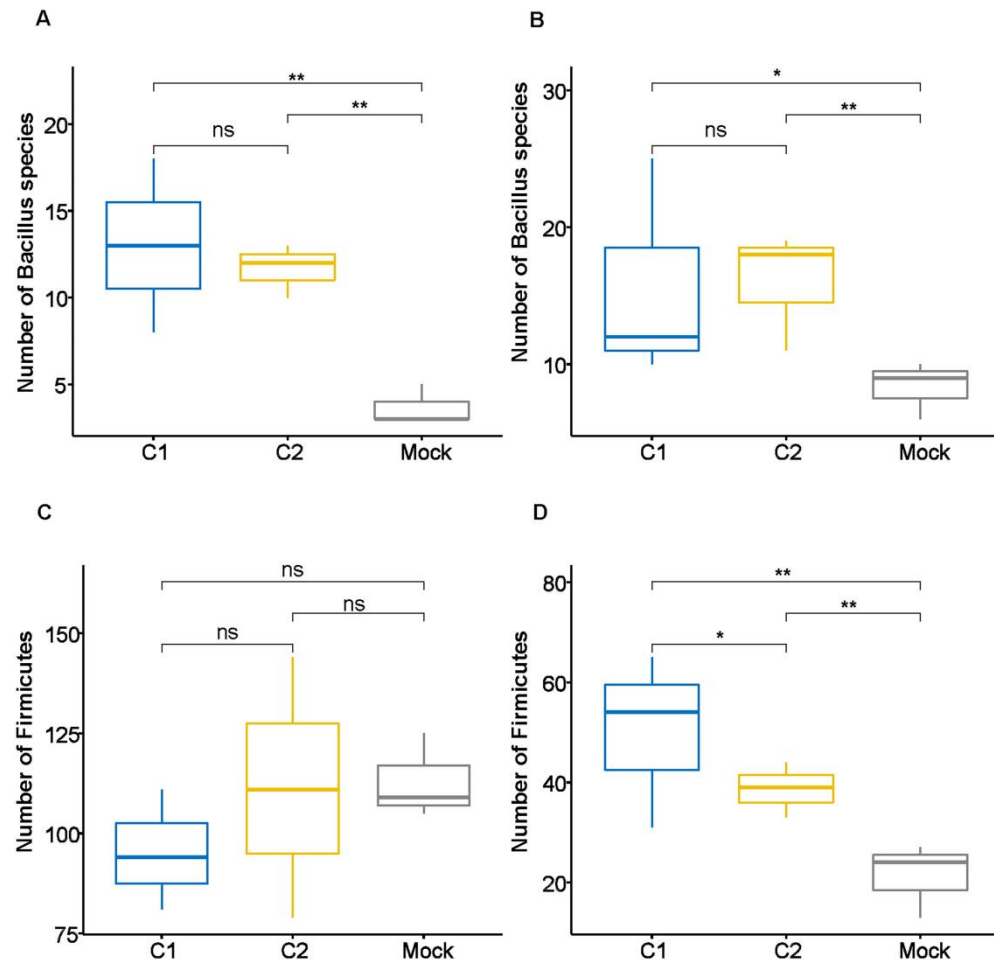 A
Number of Bacillus species
20
15
10
5
**
**
ns
C1 C2 Mock
B
Number of Bacillus species
30
20
10
*
**
ns
C1 C2 Mock
C
Number of Firmicutes
150
125
100
75
ns
ns
ns
C1 C2 Mock
D
Number of Firmicutes
80
60
40
20
**
**
*
C1 C2 Mock